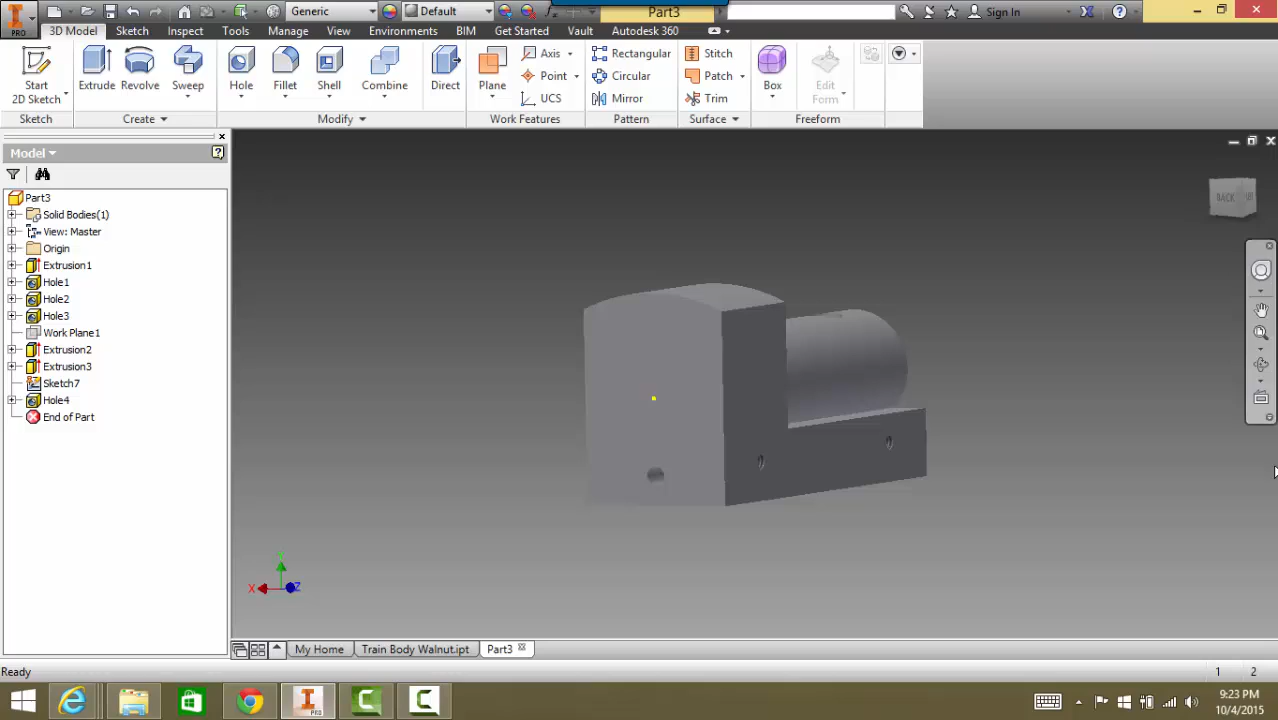 Generic
Default
Part3
Sign In
PRO
3D Model
Sketch
Inspect
Tools
Manage
View
Environments
BIM
Get Started
Vault
Autodesk 360
Start
2D Sketch
Extrude
Revolve
Sweep
Hole
Fillet
Shell
Combine
Direct
Plane
Axis
Point
UCS
Rectangular
Circular
Mirror
Stitch
Patch
Trim
Box
Edit
Form
Sketch
Create
Modify
Work Features
Pattern
Surface
Freeform
Model
Part3
Solid Bodies(1)
View: Master
Origin
Extrusion1
Hole1
Hole2
Hole3
Work Plane1
Extrusion2
Extrusion3
Sketch7
Hole4
End of Part
BACK
X
Z
My Home
Train Body Walnut.ipt
Part3
Ready
1
2
PRO
9:23 PM
10/4/2015